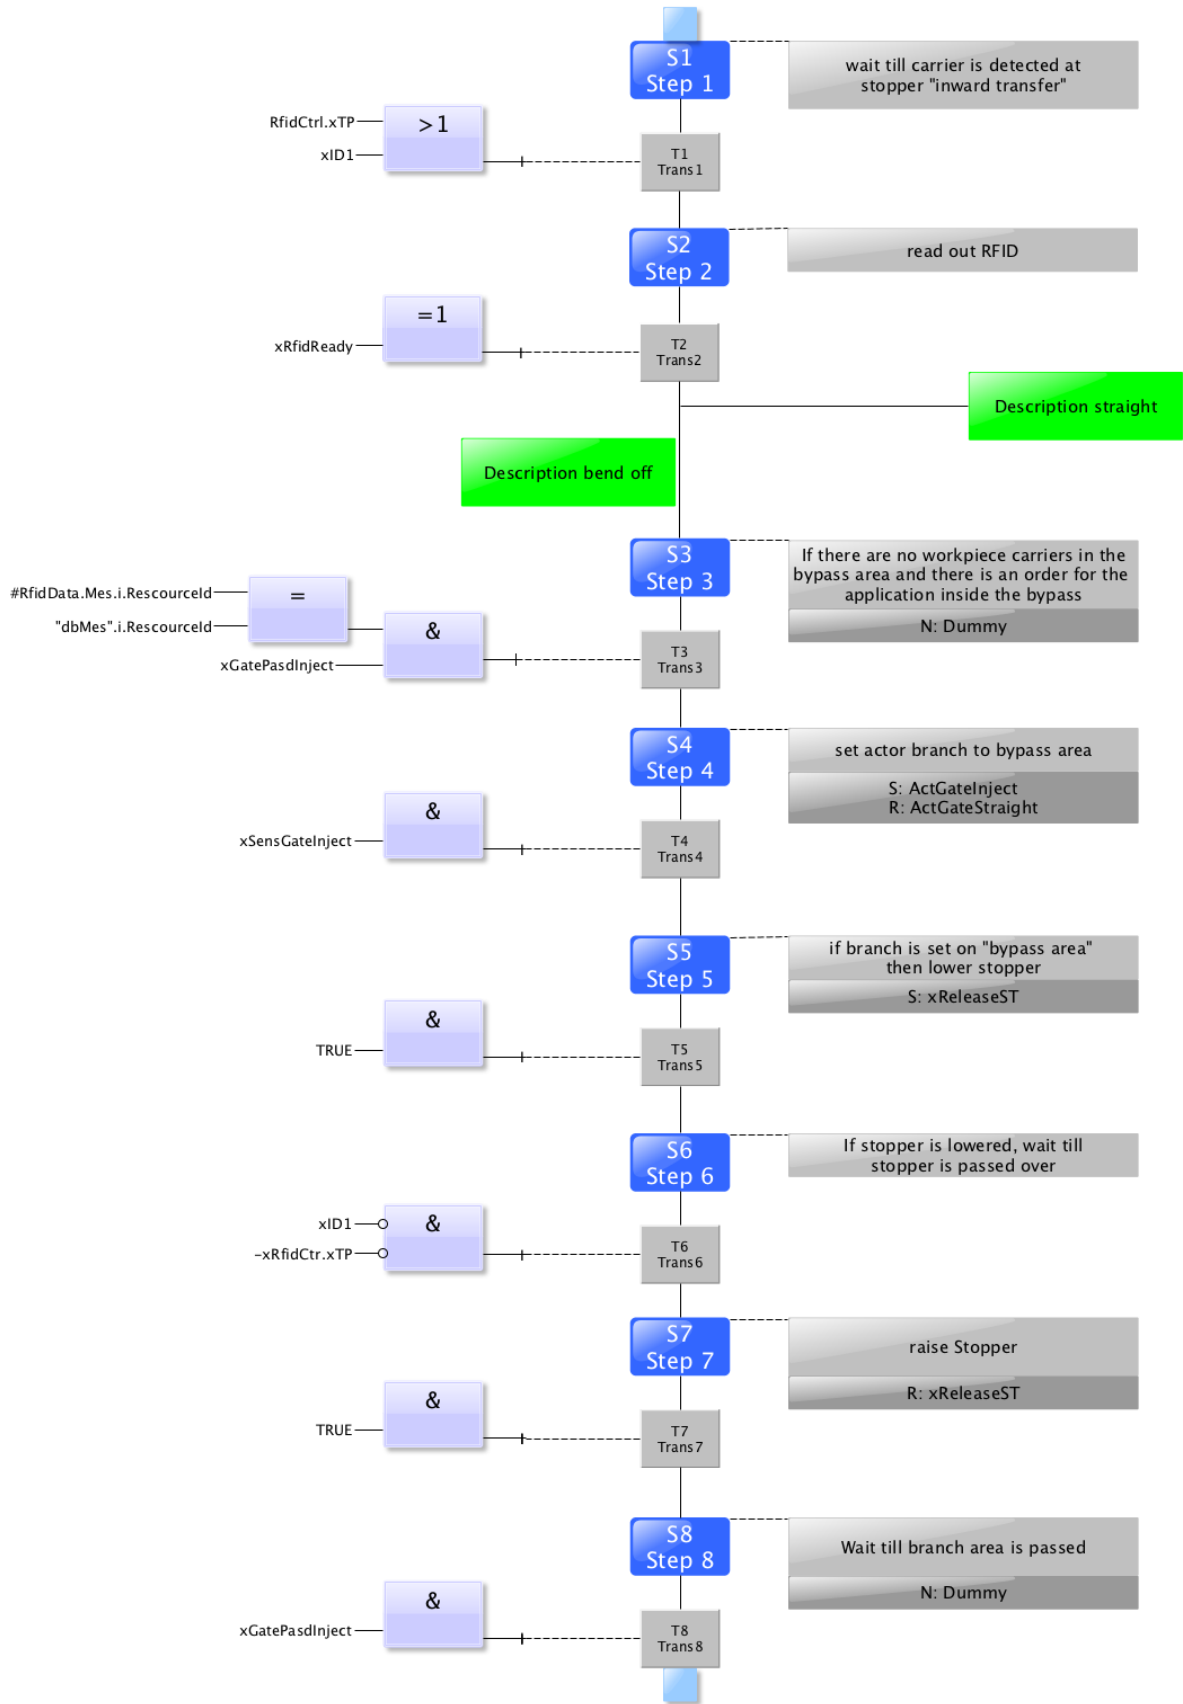 S1
Step 1
wait till carrier is detected at
stopper "inward transfer"
RfidCtrl.xTP
xID1
>1
T1
Trans1
S2
Step 2
read out RFID
=1
xRfidReady
T2
Trans2
Description straight
Description bend off
S3
Step 3
If there are no workpiece carriers in the
bypass area and there is an order for the
application inside the bypass
N: Dummy
#RfidData.Mes.i.RescourceId
"dbMes".i.RescourceId
=
&
xGatePasdInject
T3
Trans3
S4
Step 4
set actor branch to bypass area
S: ActGateInject
R: ActGateStraight
&
xSensGateInject
T4
Trans4
S5
Step 5
if branch is set on "bypass area"
then lower stopper
S: xReleaseST
&
TRUE
T5
Trans5
S6
Step 6
If stopper is lowered, wait till
stopper is passed over
xID1
&
-xRfidCtr.xTP
T6
Trans6
S7
Step 7
raise Stopper
R: xReleaseST
&
TRUE
T7
Trans7
S8
Step 8
Wait till branch area is passed
N: Dummy
&
xGatePasdInject
T8
Trans8